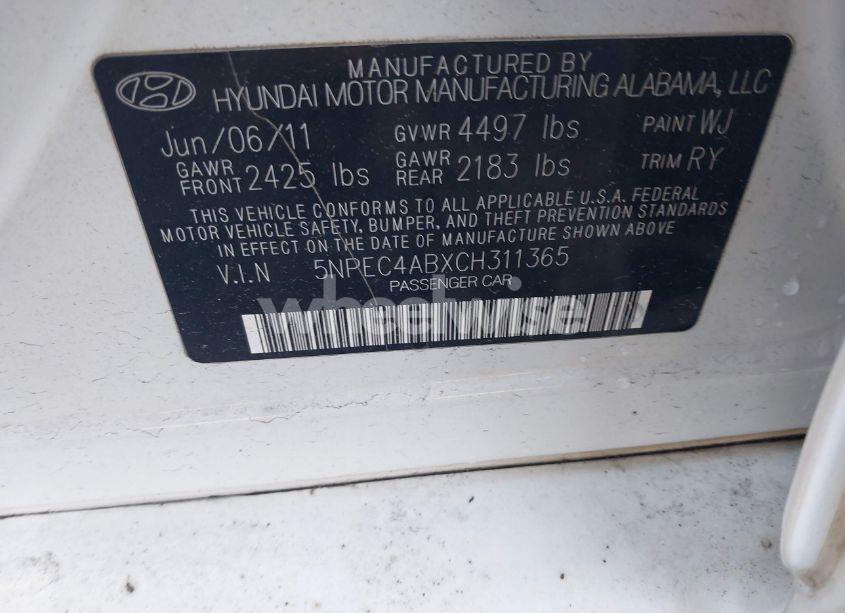 MANUFACTURED BY
HYUNDAI MOTOR MANUFACTURING ALABAMA, LLC
Jun/06/11 GVWR 4497 lbs PAINT WJ
GAWR FRONT 2425 lbs GAWR REAR 2183 lbs TRIM RY
THIS VEHICLE CONFORMS TO ALL APPLICABLE U.S.A. FEDERAL
MOTOR VEHICLE SAFETY, BUMPER, AND THEFT PREVENTION STANDARDS
IN EFFECT ON THE DATE OF MANUFACTURE SHOWN ABOVE.
V.I.N 5NPEC4ABXCH311365
PASSENGER CAR
wheelwise